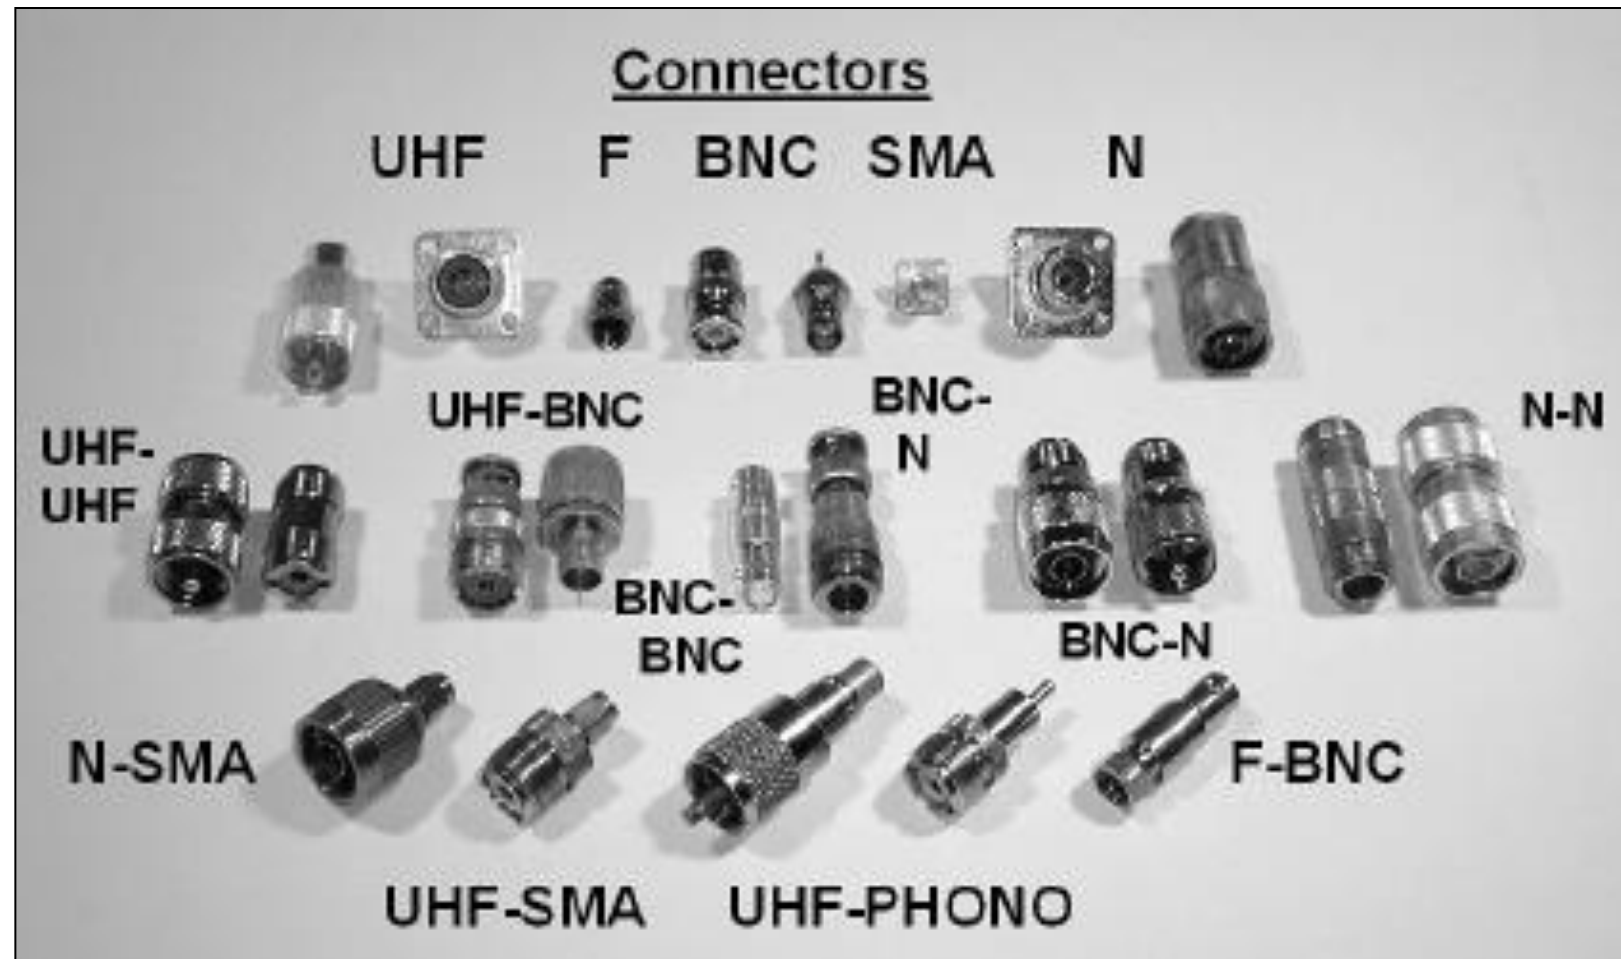 Connectors
UHF F BNC SMA N
UHF-BNC
BNC-
N
N-N
UHF-
UHF
BNC-
BNC
BNC-N
N-SMA
F-BNC
UHF-SMA UHF-PHONO